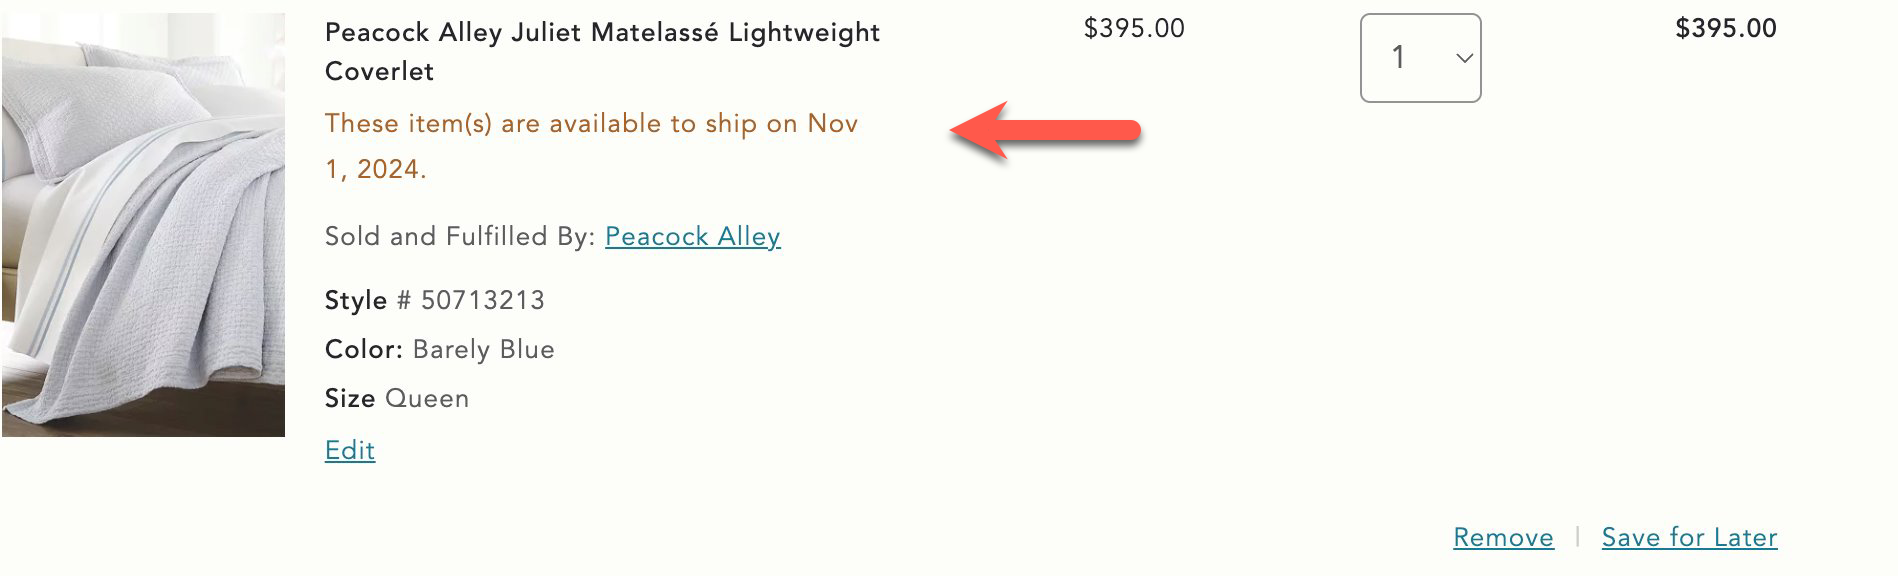 Peacock Alley Juliet Matelassé Lightweight
Coverlet
$395.00
1
$395.00
These item(s) are available to ship on Nov
1, 2024.
Sold and Fulfilled By: Peacock Alley
Style # 50713213
Color: Barely Blue
Size Queen
Edit
Remove | Save for Later